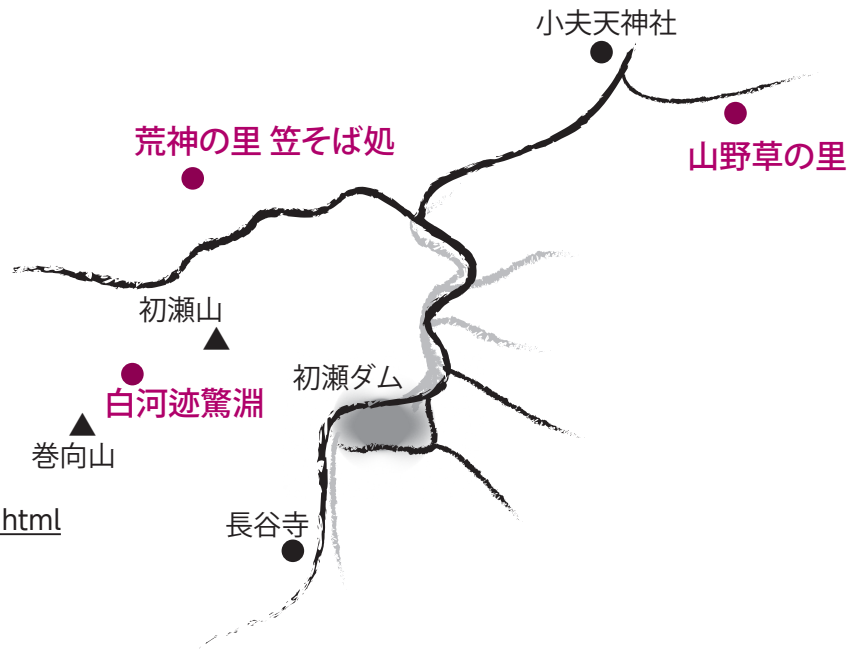 小夫天神社
荒神の里 笠そば処
山野草の里
初瀬山
初瀬ダム
白河迹驚淵
巻向山
html
長谷寺